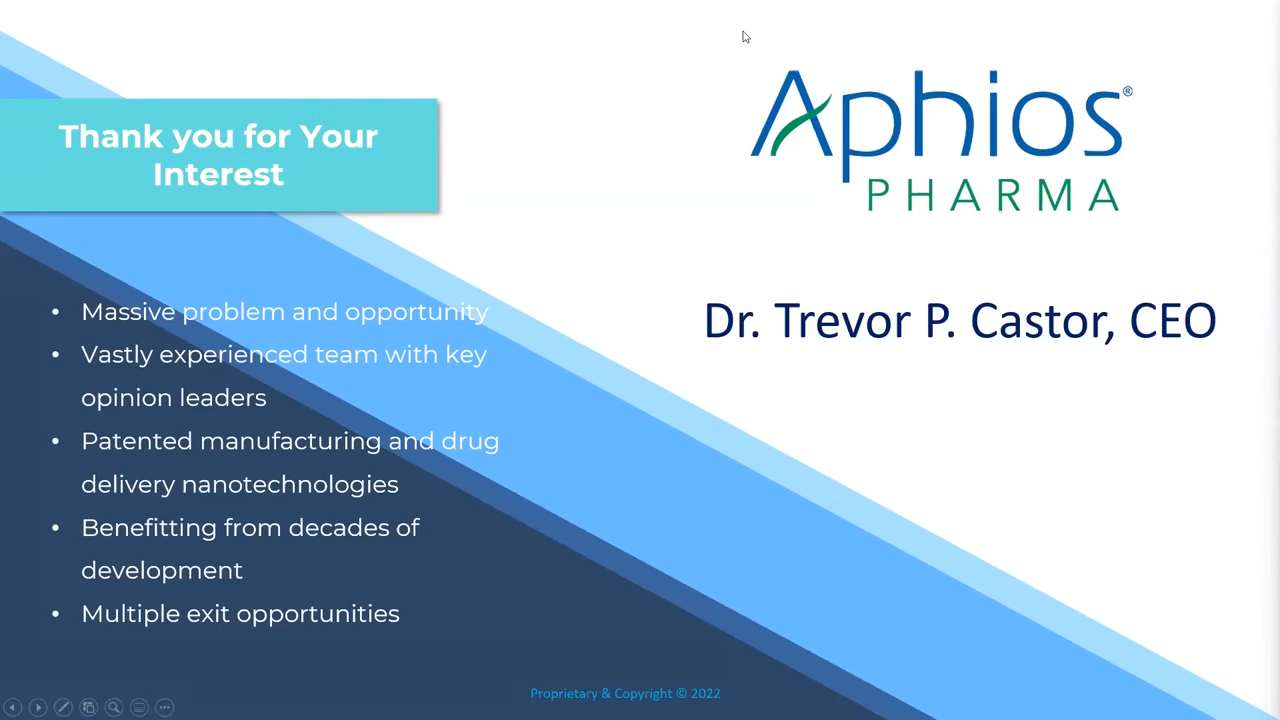 Thank you for Your
Interest
Aphios®
PHARMA
Dr. Trevor P. Castor, CEO
• Massive problem and opportunity
• Vastly experienced team with key
opinion leaders
• Patented manufacturing and drug
delivery nanotechnologies
• Benefitting from decades of
development
• Multiple exit opportunities
Proprietary & Copyright © 2022